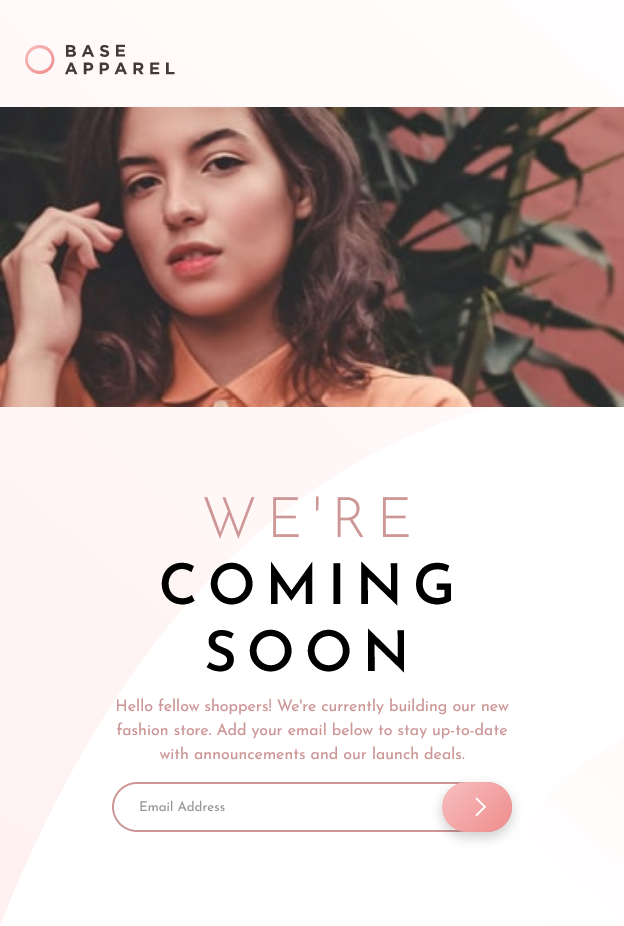 BASE
APPAREL
WE'RE
COMING
SOON
Hello fellow shoppers! We're currently building our new
fashion store. Add your email below to stay up-to-date
with announcements and our launch deals.
Email Address